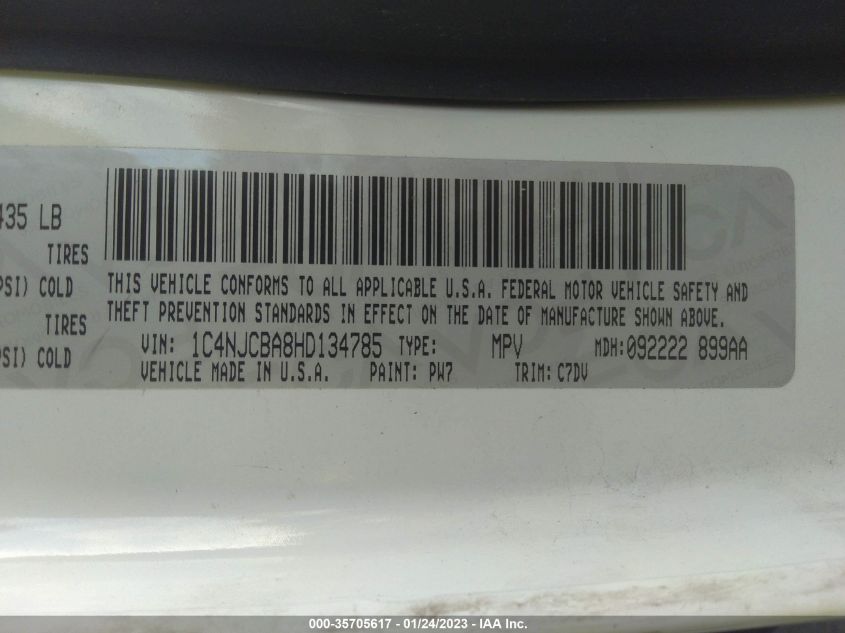 435 LB
TIRES
PSI) COLD
TIRES
PSI) COLD
THIS VEHICLE CONFORMS TO ALL APPLICABLE U.S.A. FEDERAL MOTOR VEHICLE SAFETY AND
THEFT PREVENTION STANDARDS IN EFFECT ON THE DATE OF MANUFACTURE SHOWN ABOVE.
VIN: 1C4NJCBA8HD134785 TYPE: MPV MDH:092222 899AA
VEHICLE MADE IN U.S.A. PAINT: PW7 TRIM: C7DV
000-35705617 - 01/24/2023 - IAA Inc.